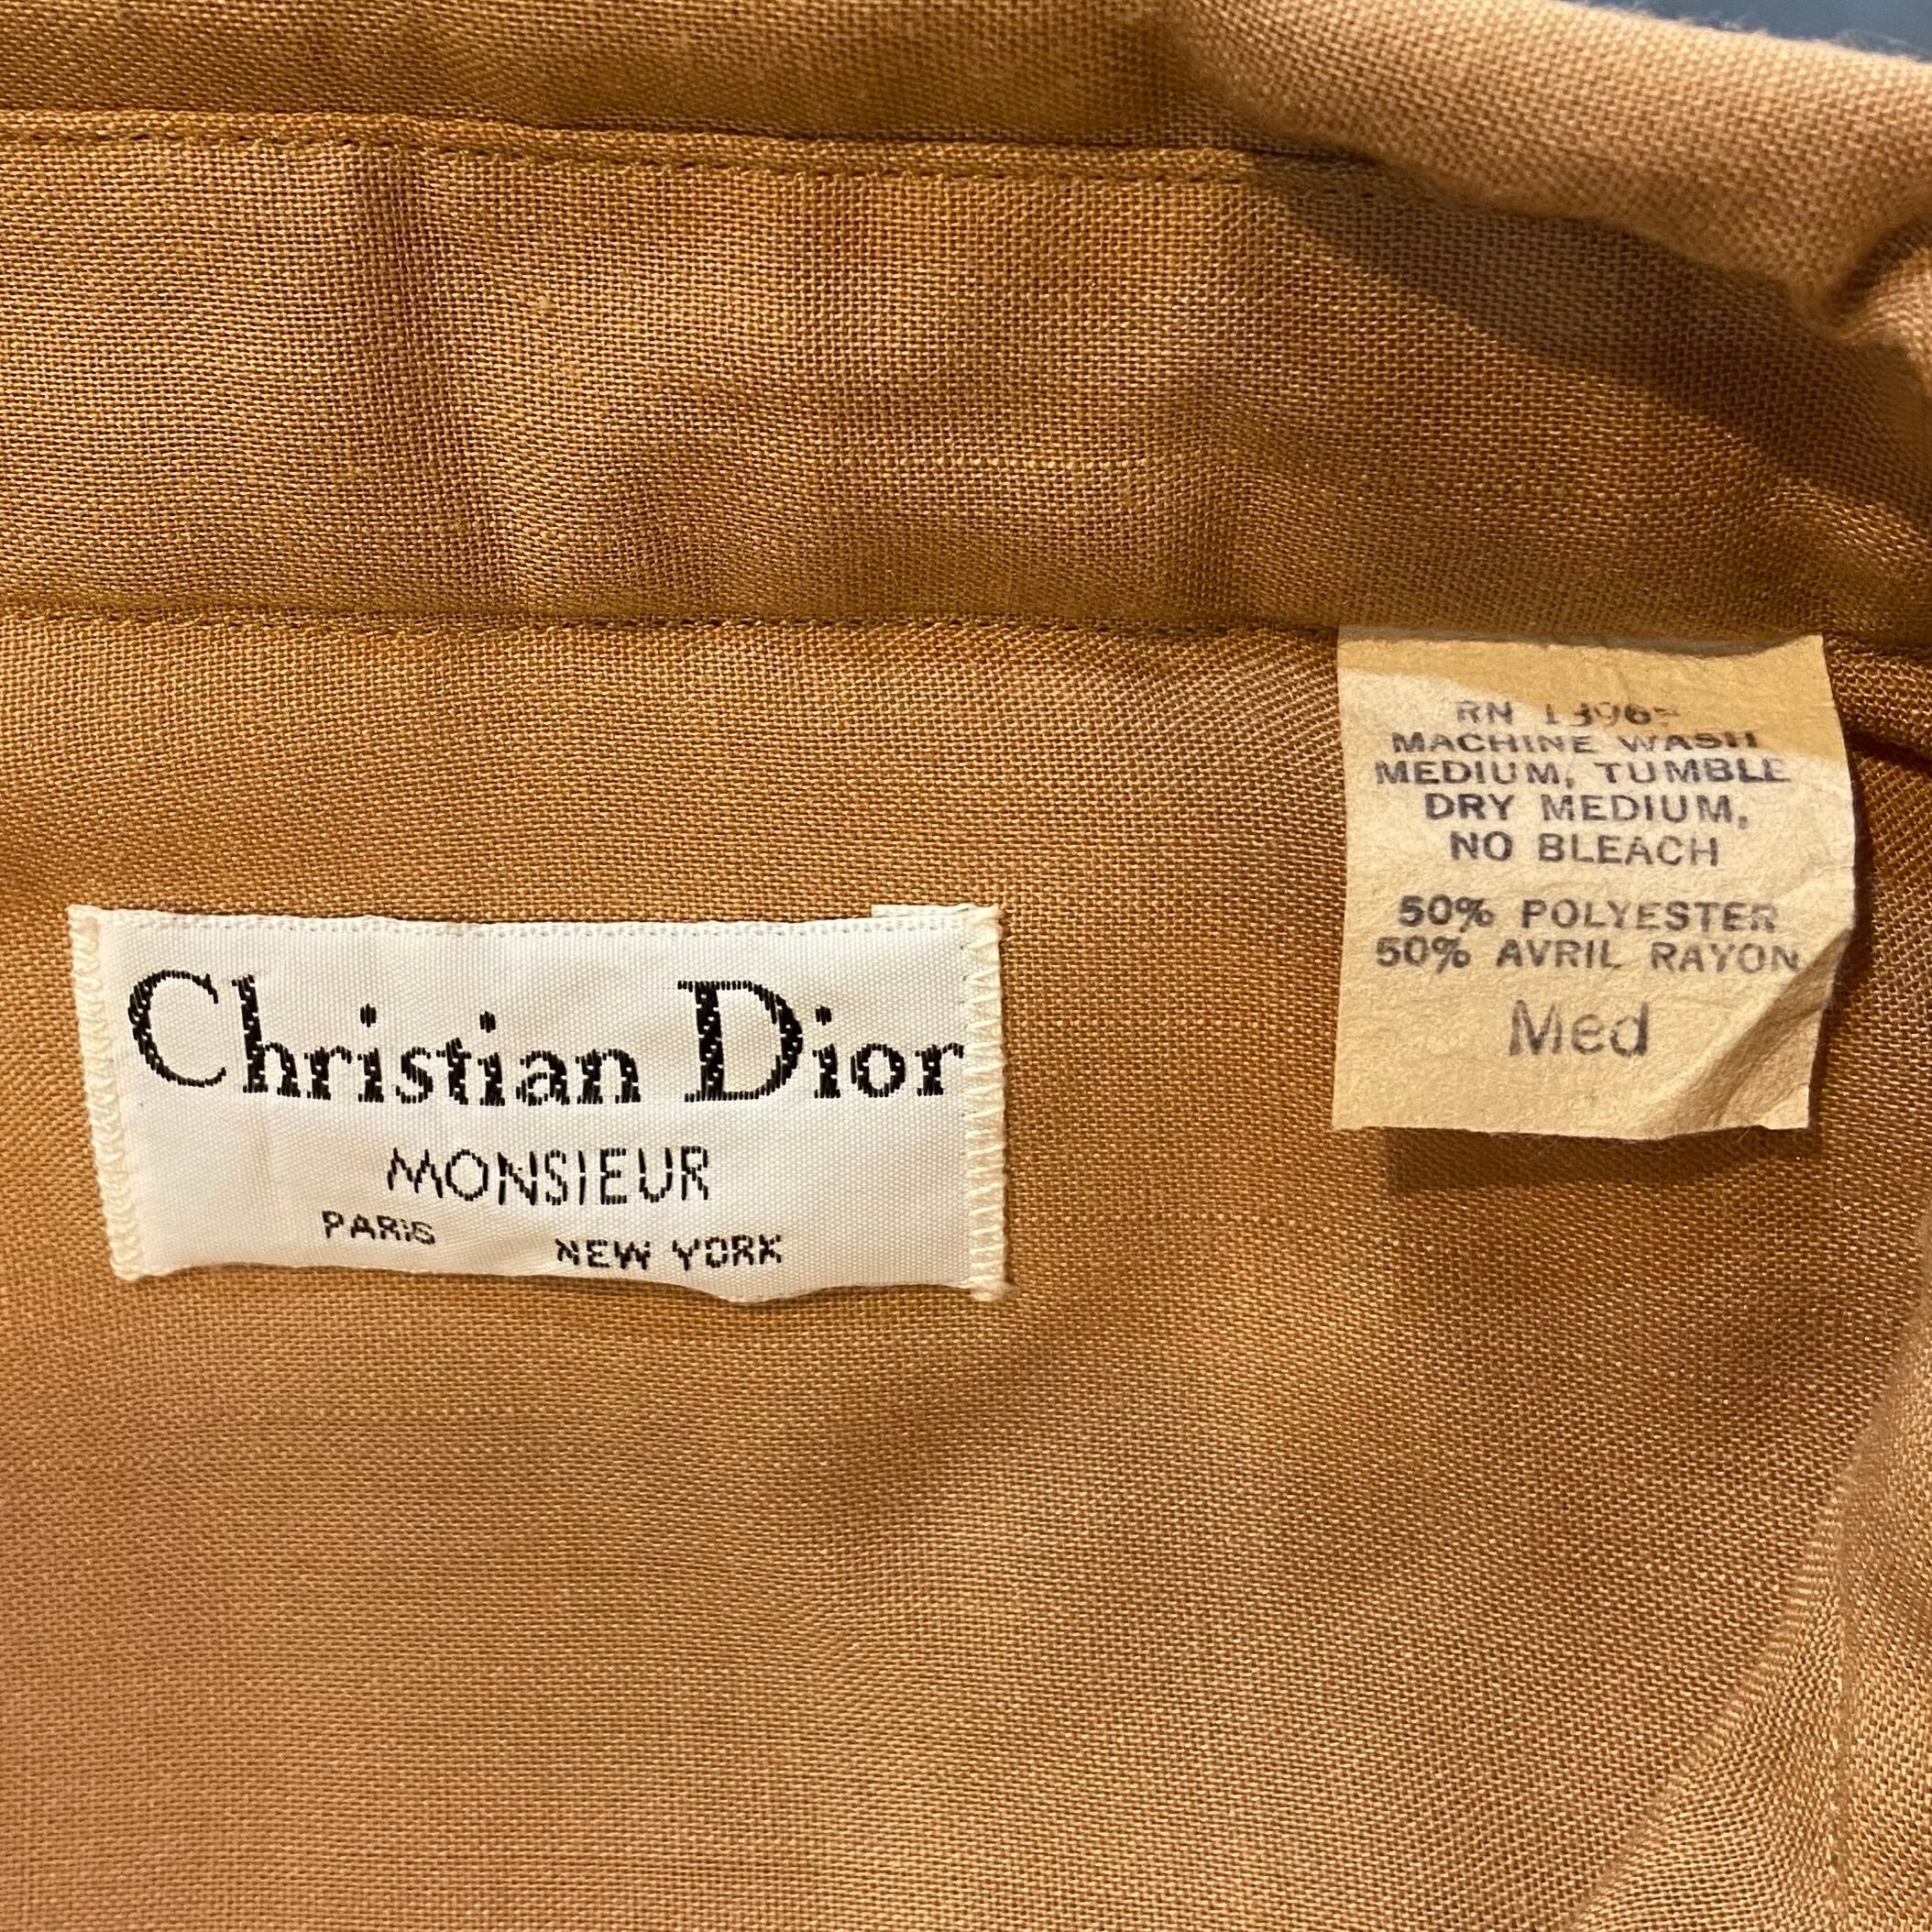 Christian Dior
MONSIEUR
PARIS NEW YORK
RN
MACHINE WASH
MEDIUM, TUMBLE
DRY MEDIUM,
NO BLEACH
50% POLYESTER
50% AVRIL RAYON
Med